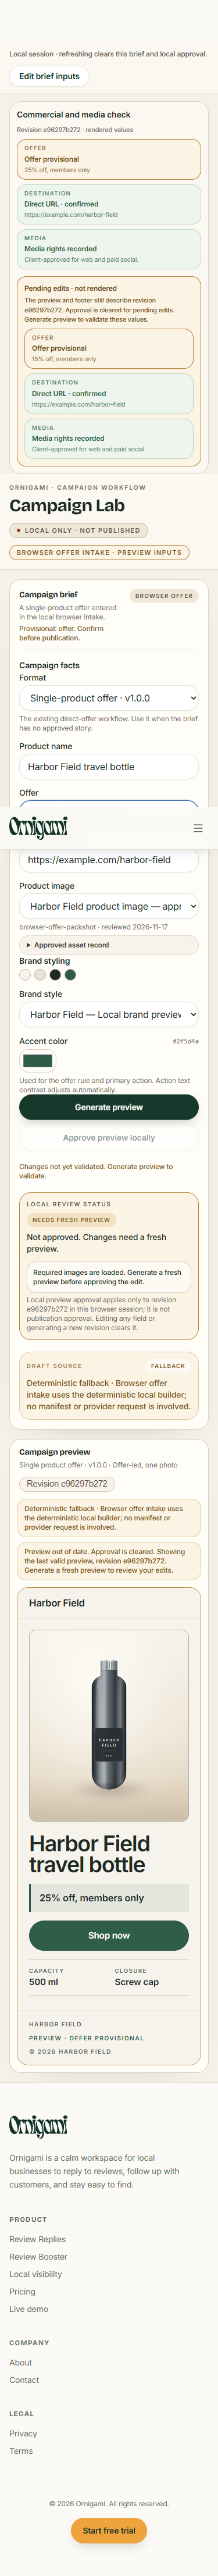 Local session · refreshing clears this brief and local approval.
Edit brief inputs
Commercial and media check
Revision e96297b272 · rendered values
OFFER
Offer provisional
25% off, members only
DESTINATION
Direct URL · confirmed
https://example.com/harbor-field
MEDIA
Media rights recorded
Client-approved for web and paid social.
Pending edits · not rendered
The preview and footer still describe revision
e96297b272. Approval is cleared for pending edits.
Generate preview to validate these values.
OFFER
Offer provisional
15% off, members only
DESTINATION
Direct URL · confirmed
https://example.com/harbor-field
MEDIA
Media rights recorded
Client-approved for web and paid social.
ORNIGAMI · CAMPAIGN WORKFLOW
Campaign Lab
LOCAL ONLY · NOT PUBLISHED
BROWSER OFFER INTAKE · PREVIEW INPUTS
Campaign brief
BROWSER OFFER
A single-product offer entered
in the local browser intake.
Provisional: offer. Confirm
before publication.
Campaign facts
Format
Single-product offer · v1.0.0
The existing direct-offer workflow. Use it when the brief
has no approved story.
Product name
Harbor Field travel bottle
Offer
Ornigami
https://example.com/harbor-field
Product image
Harbor Field product image — appr
browser-offer-packshot · reviewed 2026-11-17
Approved asset record
Brand styling
Brand style
Harbor Field — Local brand preview
Accent color
#2f5d4a
Used for the offer rule and primary action. Action text
contrast adjusts automatically.
Generate preview
Approve preview locally
Changes not yet validated. Generate preview to
validate.
LOCAL REVIEW STATUS
NEEDS FRESH PREVIEW
Not approved. Changes need a fresh
preview.
Required images are loaded. Generate a fresh
preview before approving the edit.
Local preview approval applies only to revision
e96297b272 in this browser session; it is not
publication approval. Editing any field or
generating a new revision clears it.
DRAFT SOURCE
FALLBACK
Deterministic fallback · Browser offer
intake uses the deterministic local builder;
no manifest or provider request is involved.
Campaign preview
Single product offer · v1.0.0 · Offer-led, one photo
Revision e96297b272
Deterministic fallback · Browser offer intake uses
the deterministic local builder; no manifest or
provider request is involved.
Preview out of date. Approval is cleared. Showing
the last valid preview, revision e96297b272.
Generate a fresh preview to review your edits.
Harbor Field
HARBOR
FIELD
Harbor Field
travel bottle
25% off, members only
Shop now
CAPACITY
500 ml
CLOSURE
Screw cap
HARBOR FIELD
PREVIEW · OFFER PROVISIONAL
© 2026 HARBOR FIELD
Ornigami
Ornigami is a calm workspace for local
businesses to reply to reviews, follow up with
customers, and stay easy to find.
PRODUCT
Review Replies
Review Booster
Local visibility
Pricing
Live demo
COMPANY
About
Contact
LEGAL
Privacy
Terms
© 2026 Ornigami. All rights reserved.
Start free trial